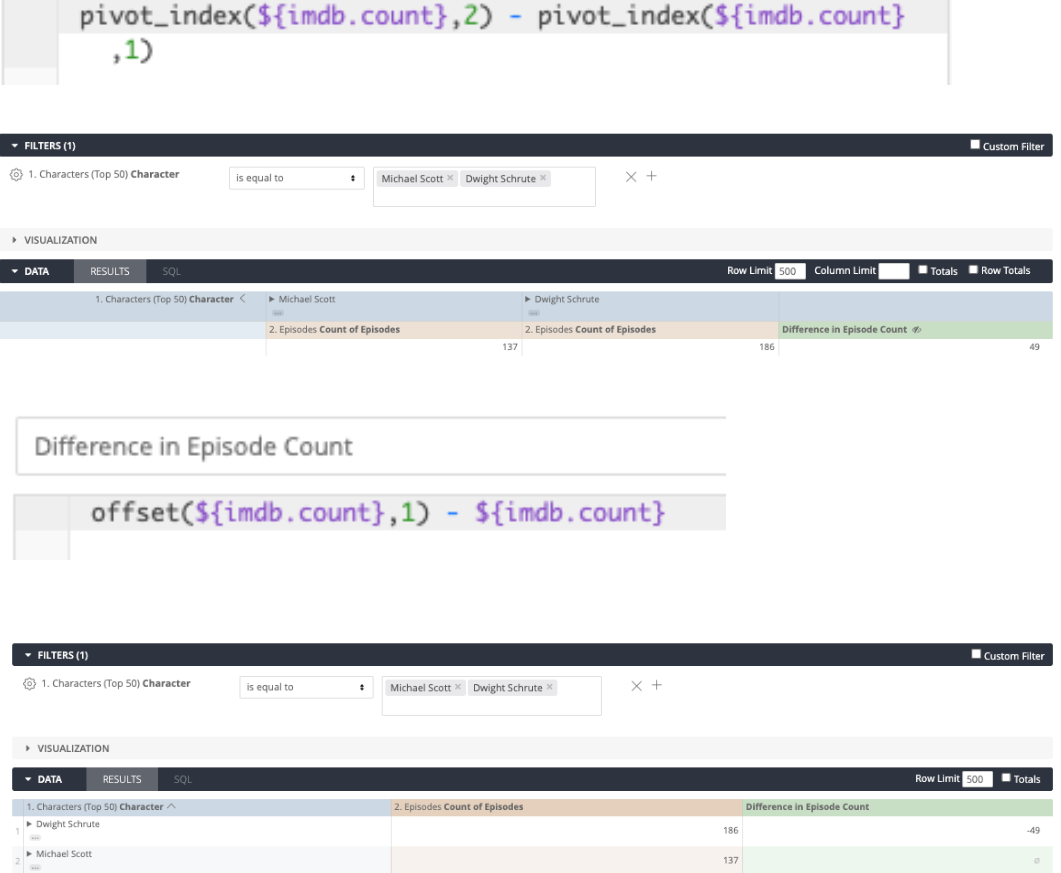 pivot_index(${imdb.count},2) - pivot_index(${imdb.count}
,1)
FILTERS (1) Custom Filter
1. Characters (Top 50) Character is equal to Michael Scott × Dwight Schrute ×
VISUALIZATION
DATA RESULTS SQL Row Limit 500 Column Limit Totals Row Totals
1. Characters (Top 50) Character Michael Scott Dwight Schrute
2. Episodes Count of Episodes 2. Episodes Count of Episodes Difference in Episode Count
137 186 49
Difference in Episode Count
offset(${imdb.count},1) - ${imdb.count}
FILTERS (1) Custom Filter
1. Characters (Top 50) Character is equal to Michael Scott × Dwight Schrute ×
VISUALIZATION
DATA RESULTS SQL Row Limit 500 Totals
1. Characters (Top 50) Character 2. Episodes Count of Episodes Difference in Episode Count
1 Dwight Schrute 186 -49
2 Michael Scott 137 ∅